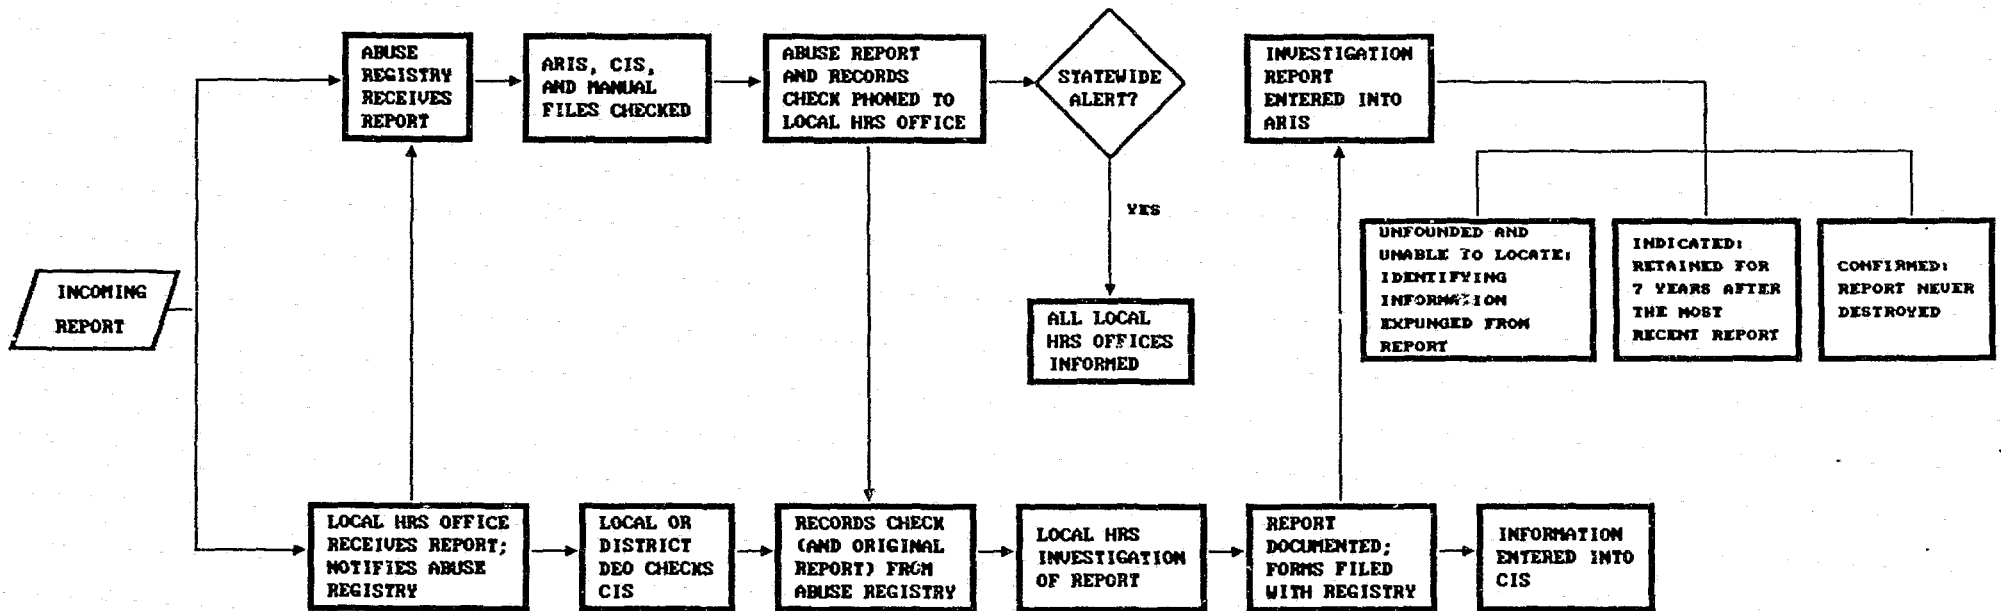 INCOMING
REPORT
ABUSE
REGISTRY
RECEIVES
REPORT
ARIS, CIS,
AND MANUAL
FILES CHECKED
ABUSE REPORT
AND RECORDS
CHECK PHONED TO
LOCAL HRS OFFICE
STATEWIDE
ALERT?
YES
ALL LOCAL
HRS OFFICES
INFORMED
INVESTIGATION
REPORT
ENTERED INTO
ARIS
UNFOUNDED AND
UNABLE TO LOCATE:
IDENTIFYING
INFORMATION
EXPUNGED FROM
REPORT
INDICATED:
RETAINED FOR
7 YEARS AFTER
THE MOST
RECENT REPORT
CONFIRMED:
REPORT NEVER
DESTROYED
LOCAL HRS OFFICE
RECEIVES REPORT;
NOTIFIES ABUSE
REGISTRY
LOCAL OR
DISTRICT
DEO CHECKS
CIS
RECORDS CHECK
(AND ORIGINAL
REPORT) FROM
ABUSE REGISTRY
LOCAL HRS
INVESTIGATION
OF REPORT
REPORT
DOCUMENTED;
FORMS FILED
WITH REGISTRY
INFORMATION
ENTERED INTO
CIS